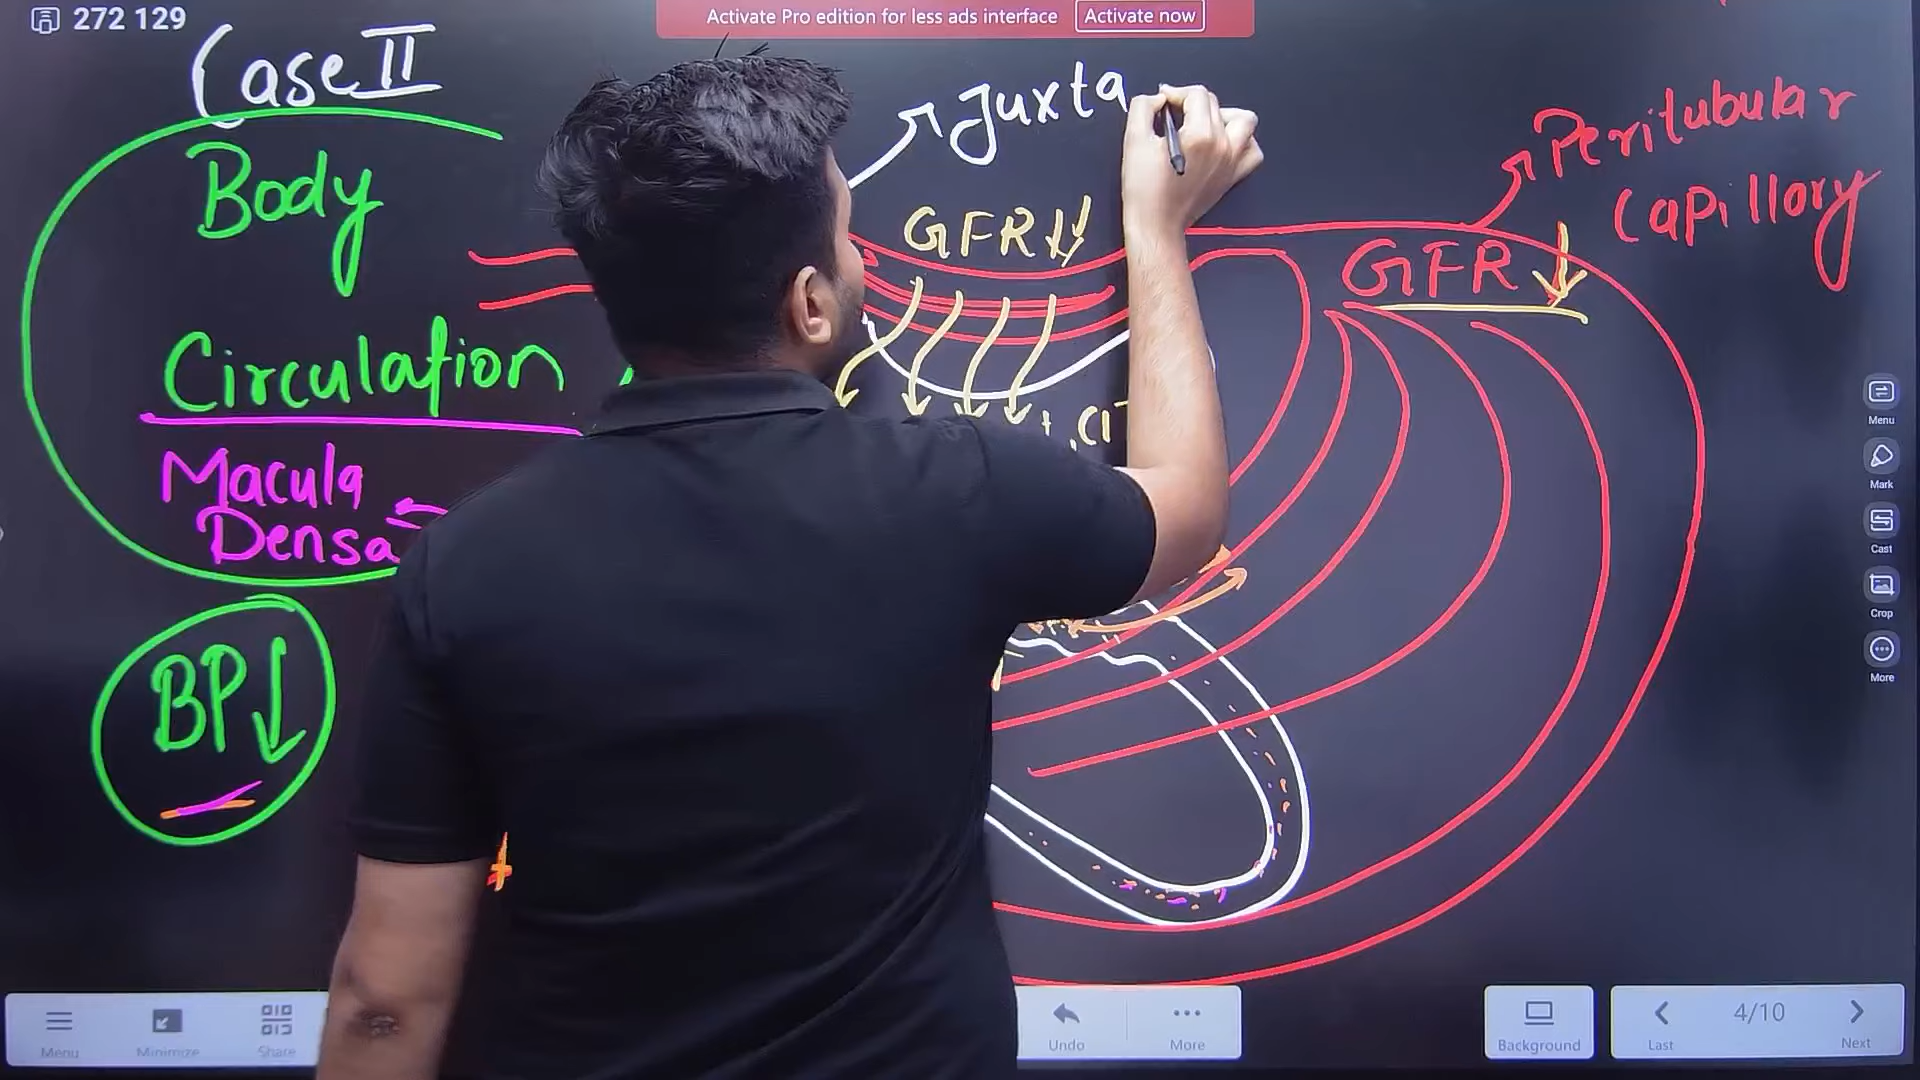 272 129
Activate Pro edition for less ads interface
Activate now
Case II
Body
Circulation
Macula
Densa
BP↓
Juxta
GFR↓↓
Peritubular
Capillory
GFR ↓
Menu
Mark
Cast
Crop
More
Menu
Minimize
Share
Undo
More
Background
Last
4/10
Next